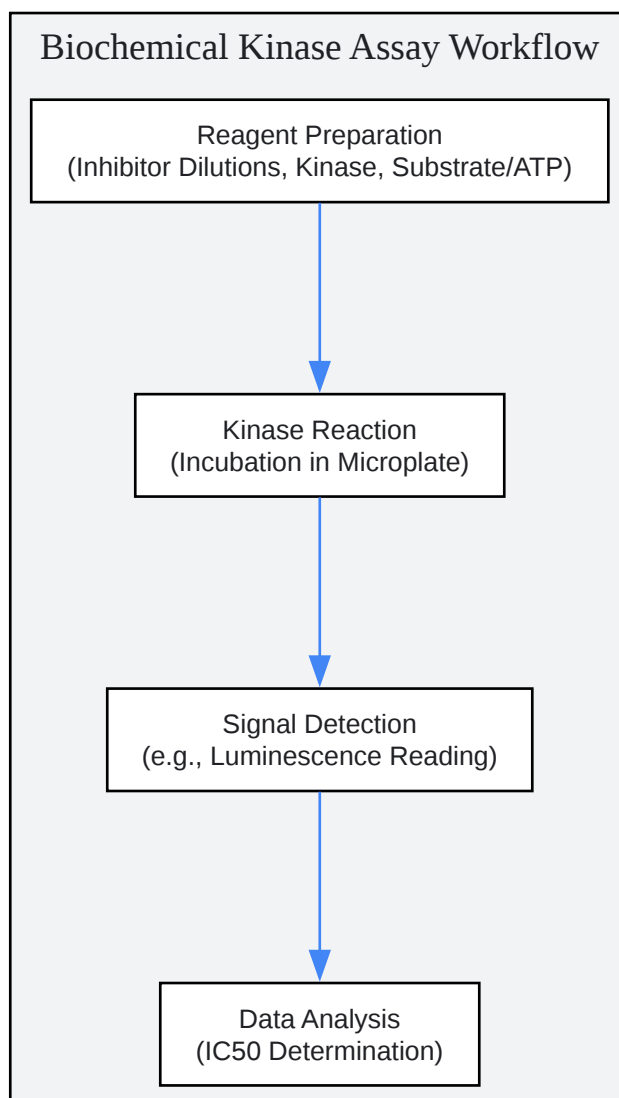 Biochemical Kinase Assay Workflow
Reagent Preparation
(Inhibitor Dilutions, Kinase, Substrate/ATP)
Kinase Reaction
(Incubation in Microplate)
Signal Detection
(e.g., Luminescence Reading)
Data Analysis
(IC50 Determination)